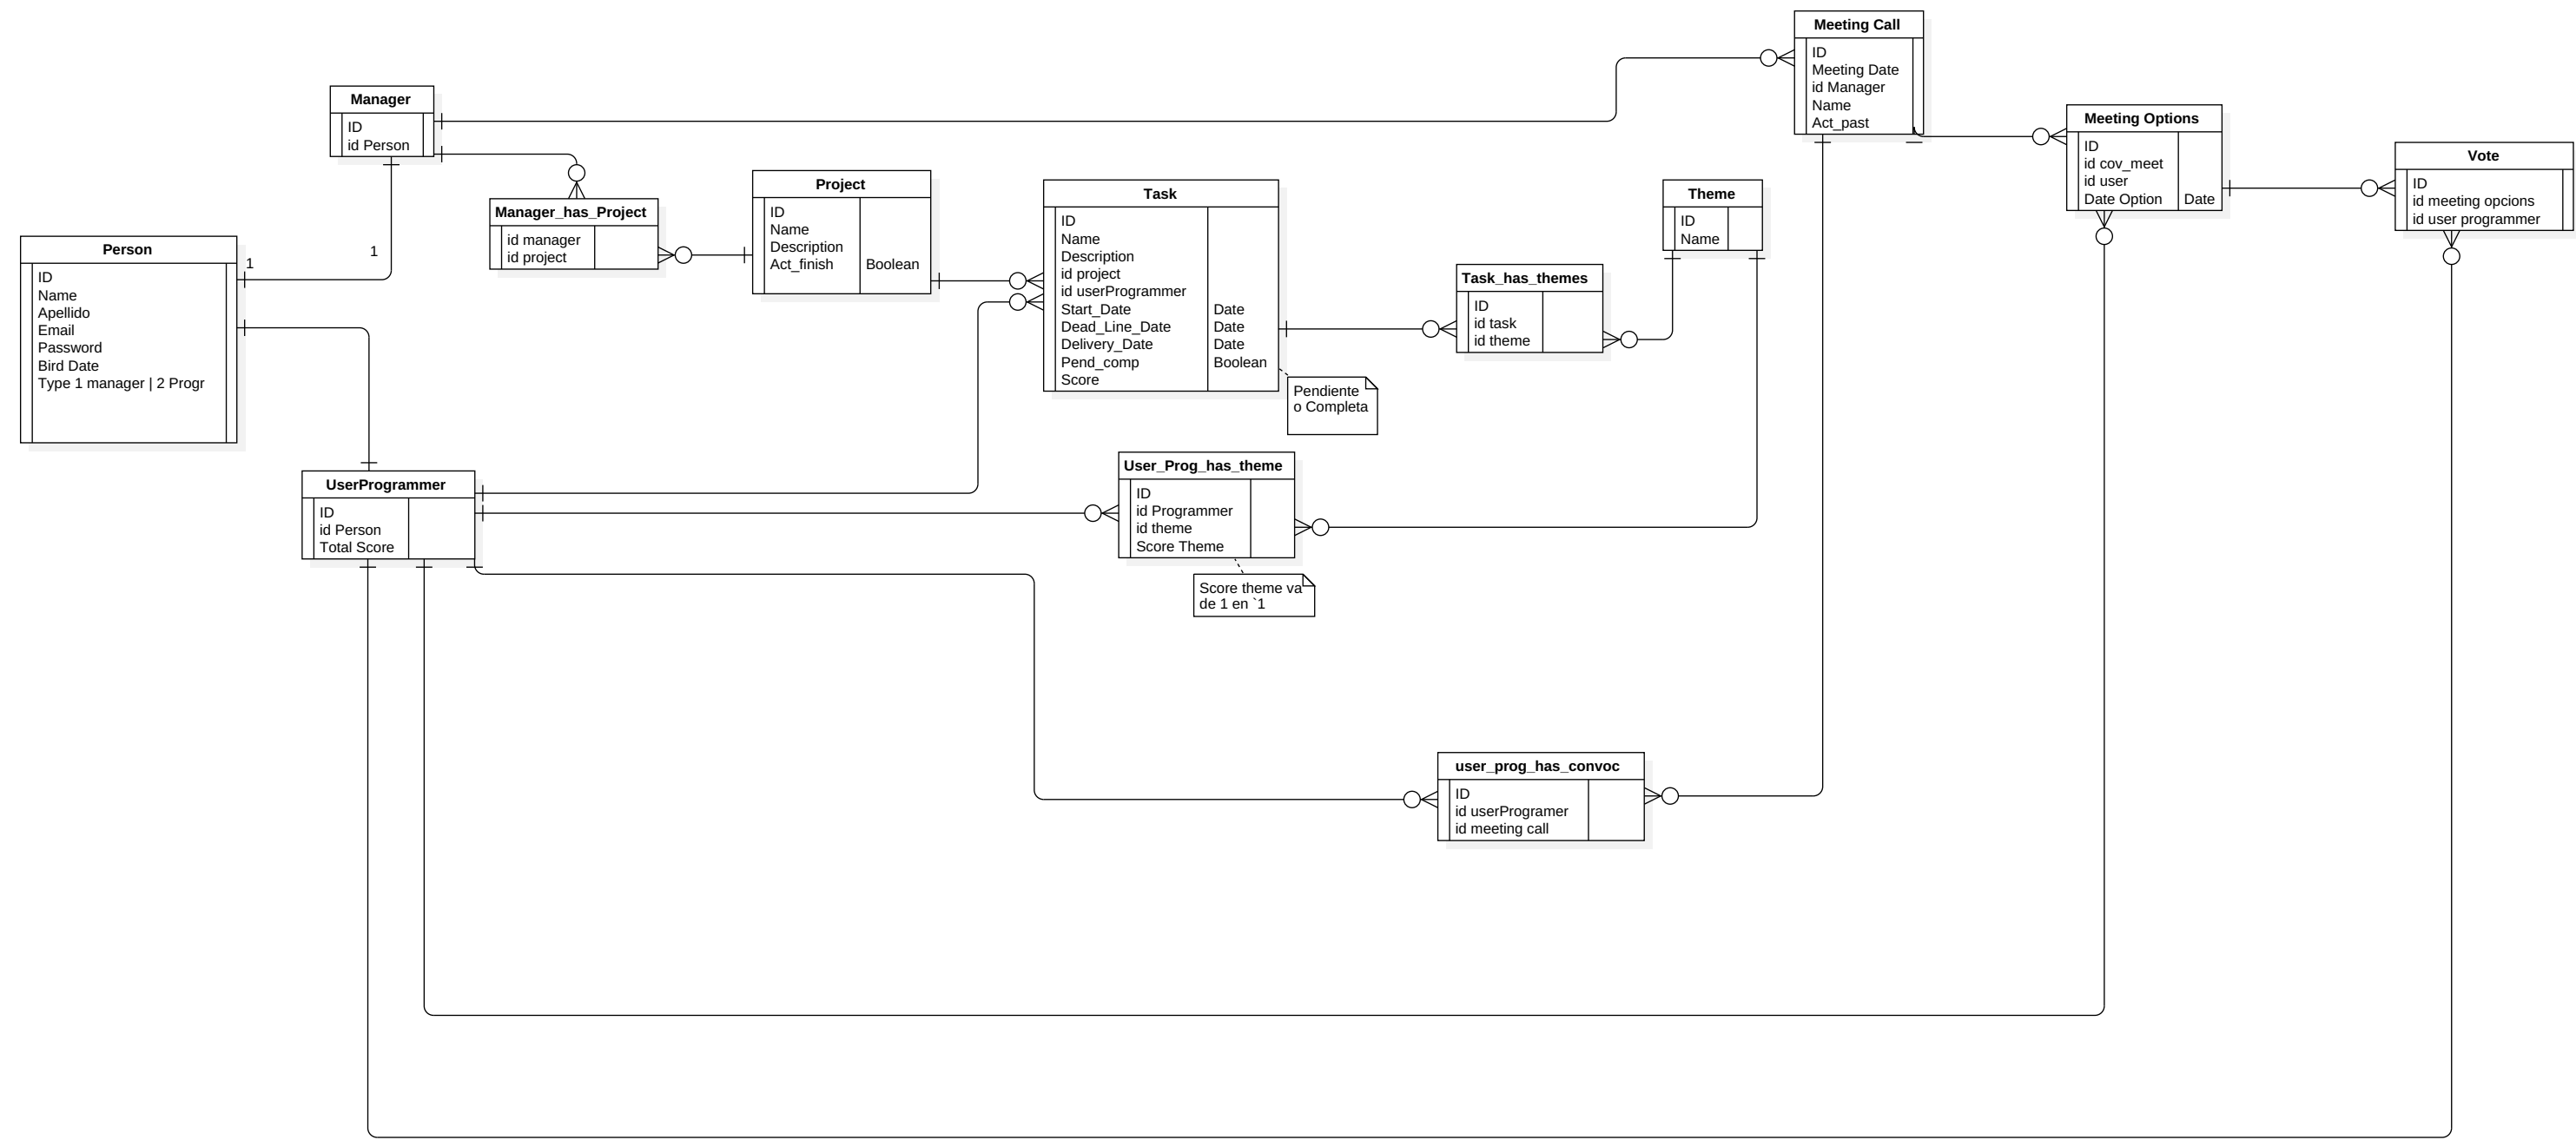 Meeting Call
ID
Meeting Date
id Manager
Name
Act_past
Manager
ID
id Person
Meeting Options
ID
id cov_meet
id user
Date Option Date
Vote
ID
id meeting opcions
id user programmer
Project
ID
Name
Description
Act_finish Boolean
Manager_has_Project
id manager
id project
Task
ID
Name
Description
id project
id userProgrammer
Start_Date Date
Dead_Line_Date Date
Delivery_Date Date
Pend_comp Boolean
Score
Theme
ID
Name
Person
ID
Name
Apellido
Email
Password
Bird Date
Type 1 manager | 2 Progr
1
1
Task_has_themes
ID
id task
id theme
Pendiente
o Completa
UserProgrammer
ID
id Person
Total Score
User_Prog_has_theme
ID
id Programmer
id theme
Score Theme
Score theme va
de 1 en `1
user_prog_has_convoc
ID
id userProgramer
id meeting call